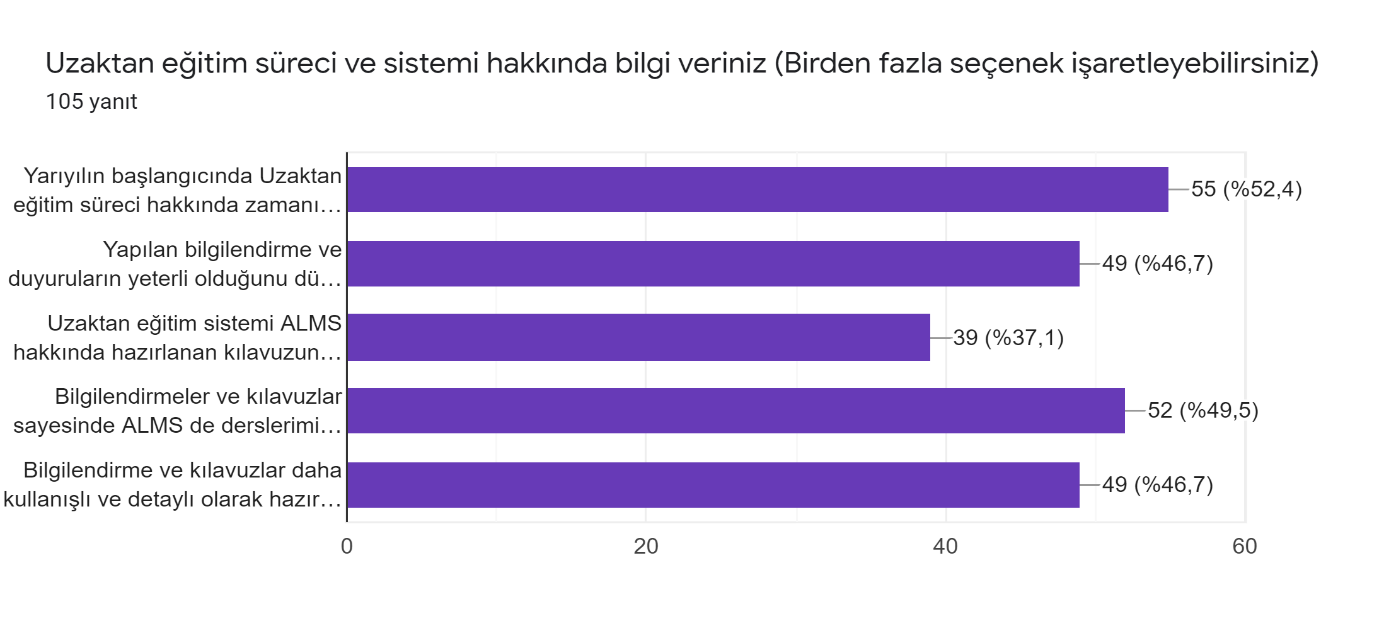 Uzaktan eğitim süreci ve sistemi hakkında bilgi veriniz (Birden fazla seçenek işaretleyebilirsiniz)
105 yanıt
Yarıyılın başlangıcında Uzaktan
eğitim süreci hakkında zamanı…
55 (%52,4)
Yapılan bilgilendirme ve
duyuruların yeterli olduğunu dü…
49 (%46,7)
Uzaktan eğitim sistemi ALMS
hakkında hazırlanan kılavuzun…
39 (%37,1)
Bilgilendirmeler ve kılavuzlar
sayesinde ALMS de derslerimi…
52 (%49,5)
Bilgilendirme ve kılavuzlar daha
kullanışlı ve detaylı olarak hazır…
49 (%46,7)
0 20 40 60